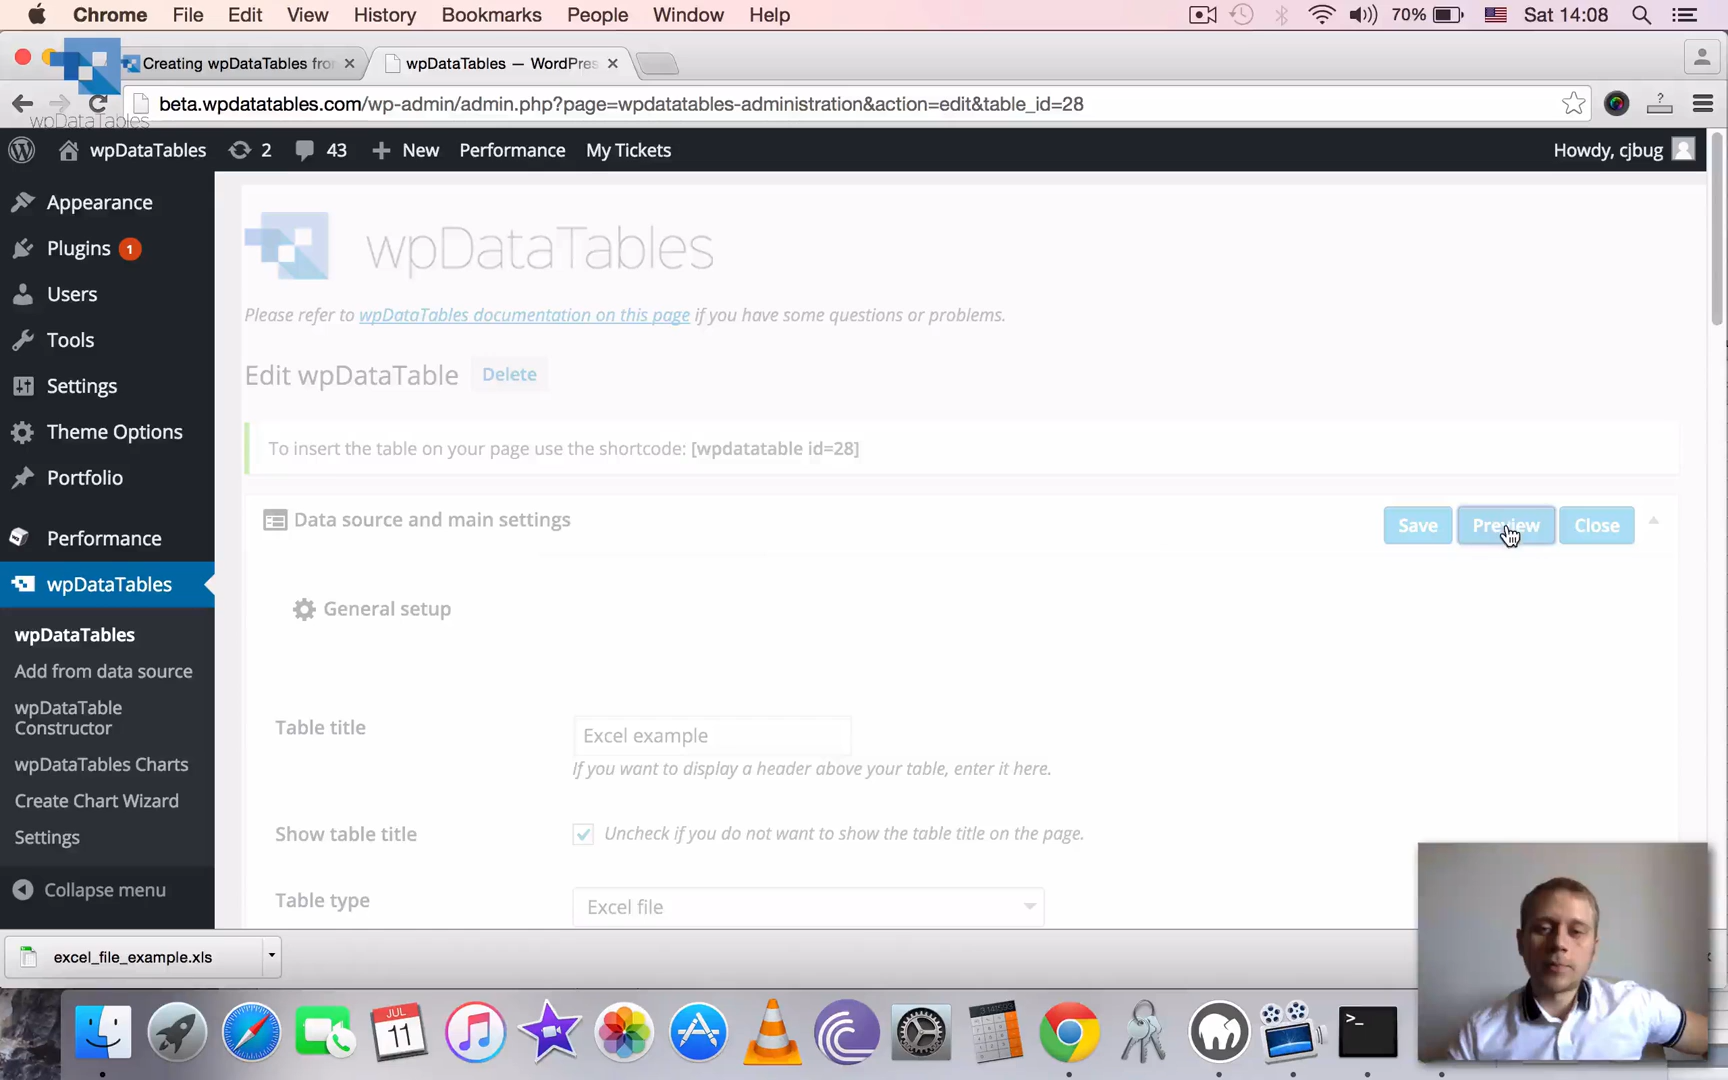 Chrome File Edit View History Bookmarks People Window Help 70% Sat 14:08
Creating wpDataTables fro wpDataTables — WordPres
beta.wpdatatables.com/wp-admin/admin.php?page=wpdatatables-administration&action=edit&table_id=28
wpDataTables
wpDataTables 2 43 New Performance My Tickets Howdy, cjbug
Appearance
Plugins 1
Users
Tools
Settings
Theme Options
Portfolio
Performance
wpDataTables
wpDataTables
Add from data source
wpDataTable
Constructor
wpDataTables Charts
Create Chart Wizard
Settings
Collapse menu
wpDataTables
Please refer to wpDataTables documentation on this page if you have some questions or problems.
Edit wpDataTable Delete
To insert the table on your page use the shortcode: [wpdatatable id=28]
Data source and main settings Save Preview Close
General setup
Table title Excel example
If you want to display a header above your table, enter it here.
Show table title Uncheck if you do not want to show the table title on the page.
Table type Excel file
excel_file_example.xls
JUL
11
>_